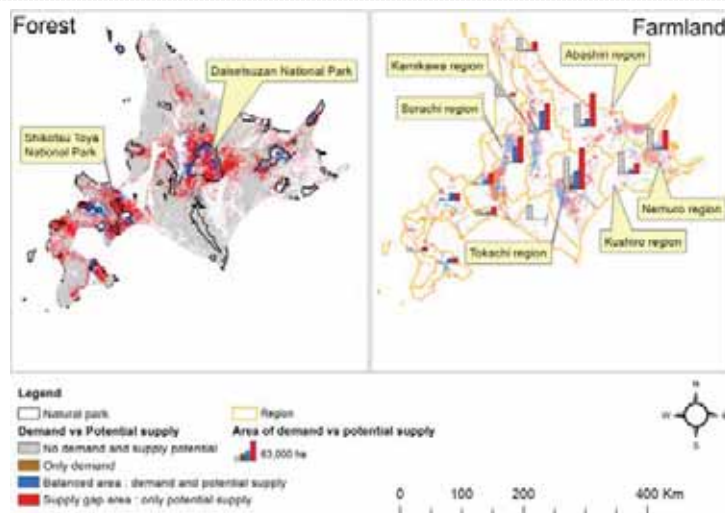 Forest
Farmland
Daisetsuzan National Park
Shikotsu Toya
National Park
Kamikawa region
Abashiri region
Sorachi region
Nemuro region
Kushiro region
Tokachi region
Legend
Natural park
Region
Demand vs Potential supply
Area of demand vs potential supply
No demand and supply potential
63,000 ha
Only demand
Balanced area : demand and potential supply
Supply gap area : only potential supply
N
W
E
S
0 100 200 400 Km